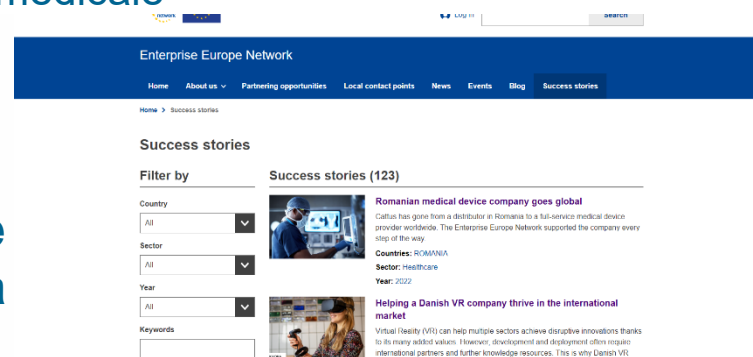 medicals
network
Log in
Search
Enterprise Europe Network
Home About us Partnering opportunities Local contact points News Events Blog Success stories
Home > Success stories
Success stories
Filter by
Country
All
Sector
All
Year
All
Keywords
Success stories (123)
Romanian medical device company goes global
Cattus has gone from a distributor in Romania to a full-service medical device
provider worldwide. The Enterprise Europe Network supported the company every
step of the way.
Countries: ROMANIA
Sector: Healthcare
Year: 2022
Helping a Danish VR company thrive in the international
market
Virtual Reality (VR) can help multiple sectors achieve disruptive innovations thanks
to its many added values. However, development and deployment often require
international partners and further knowledge resources. This is why Danish VR